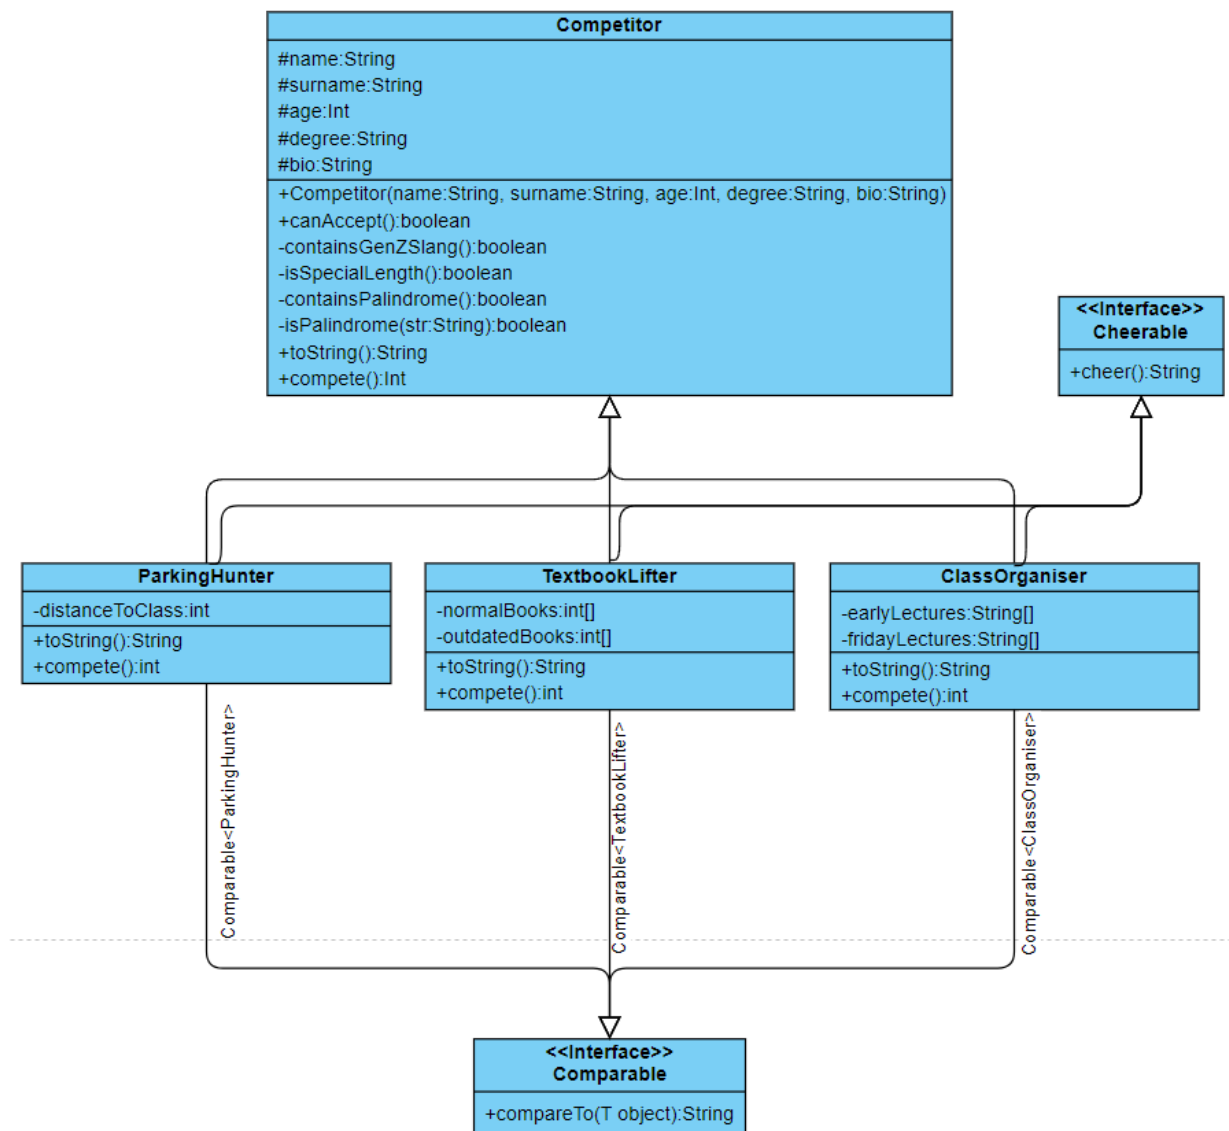 Competitor
#name:String
#surname:String
#age:Int
#degree:String
#bio:String
+Competitor(name:String, surname:String, age:Int, degree:String, bio:String)
+canAccept():boolean
-containsGenZSlang():boolean
-isSpecialLength():boolean
-containsPalindrome():boolean
-isPalindrome(str:String):boolean
+toString():String
+compete():Int
<<Interface>>
Cheerable
+cheer():String
ParkingHunter
-distanceToClass:int
+toString():String
+compete():int
TextbookLifter
-normalBooks:int[]
-outdatedBooks:int[]
+toString():String
+compete():int
ClassOrganiser
-earlyLectures:String[]
-fridayLectures:String[]
+toString():String
+compete():int
Comparable<ParkingHunter>
Comparable<TextbookLifter>
Comparable<ClassOrganiser>
<<Interface>>
Comparable
+compareTo(T object):String